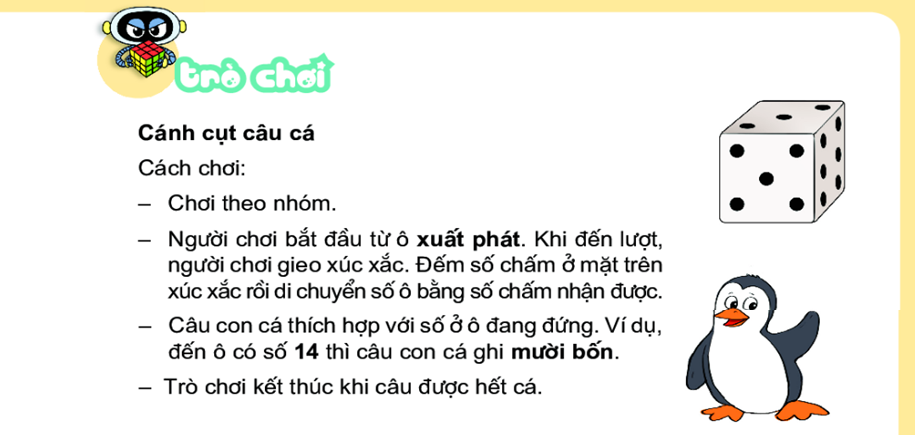 trò chơi
Cánh cụt câu cá
Cách chơi:
– Chơi theo nhóm.
– Người chơi bắt đầu từ ô xuất phát. Khi đến lượt,
người chơi gieo xúc xắc. Đếm số chấm ở mặt trên
xúc xắc rồi di chuyển số ô bằng số chấm nhận được.
– Câu con cá thích hợp với số ở ô đang đứng. Ví dụ,
đến ô có số 14 thì câu con cá ghi mười bốn.
– Trò chơi kết thúc khi câu được hết cá.